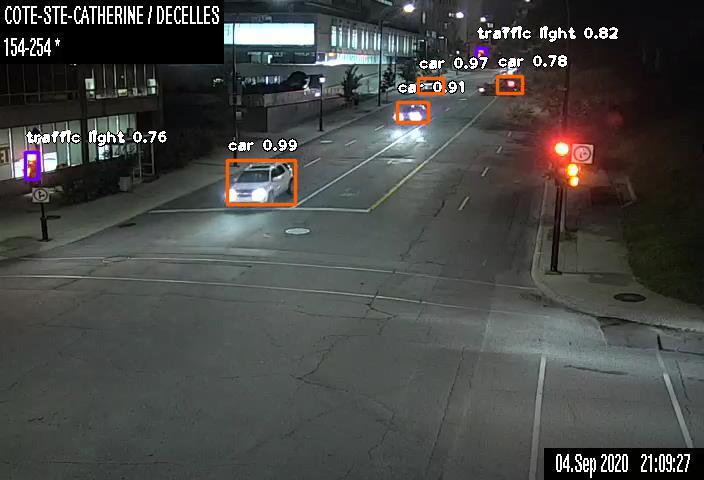 COTE-STE-CATHERINE / DECELLES
154-254 *
traffic light 0.82
car 0.97 car 0.78
car 0.91
traffic light 0.76
car 0.99
04.Sep 2020 21:09:27